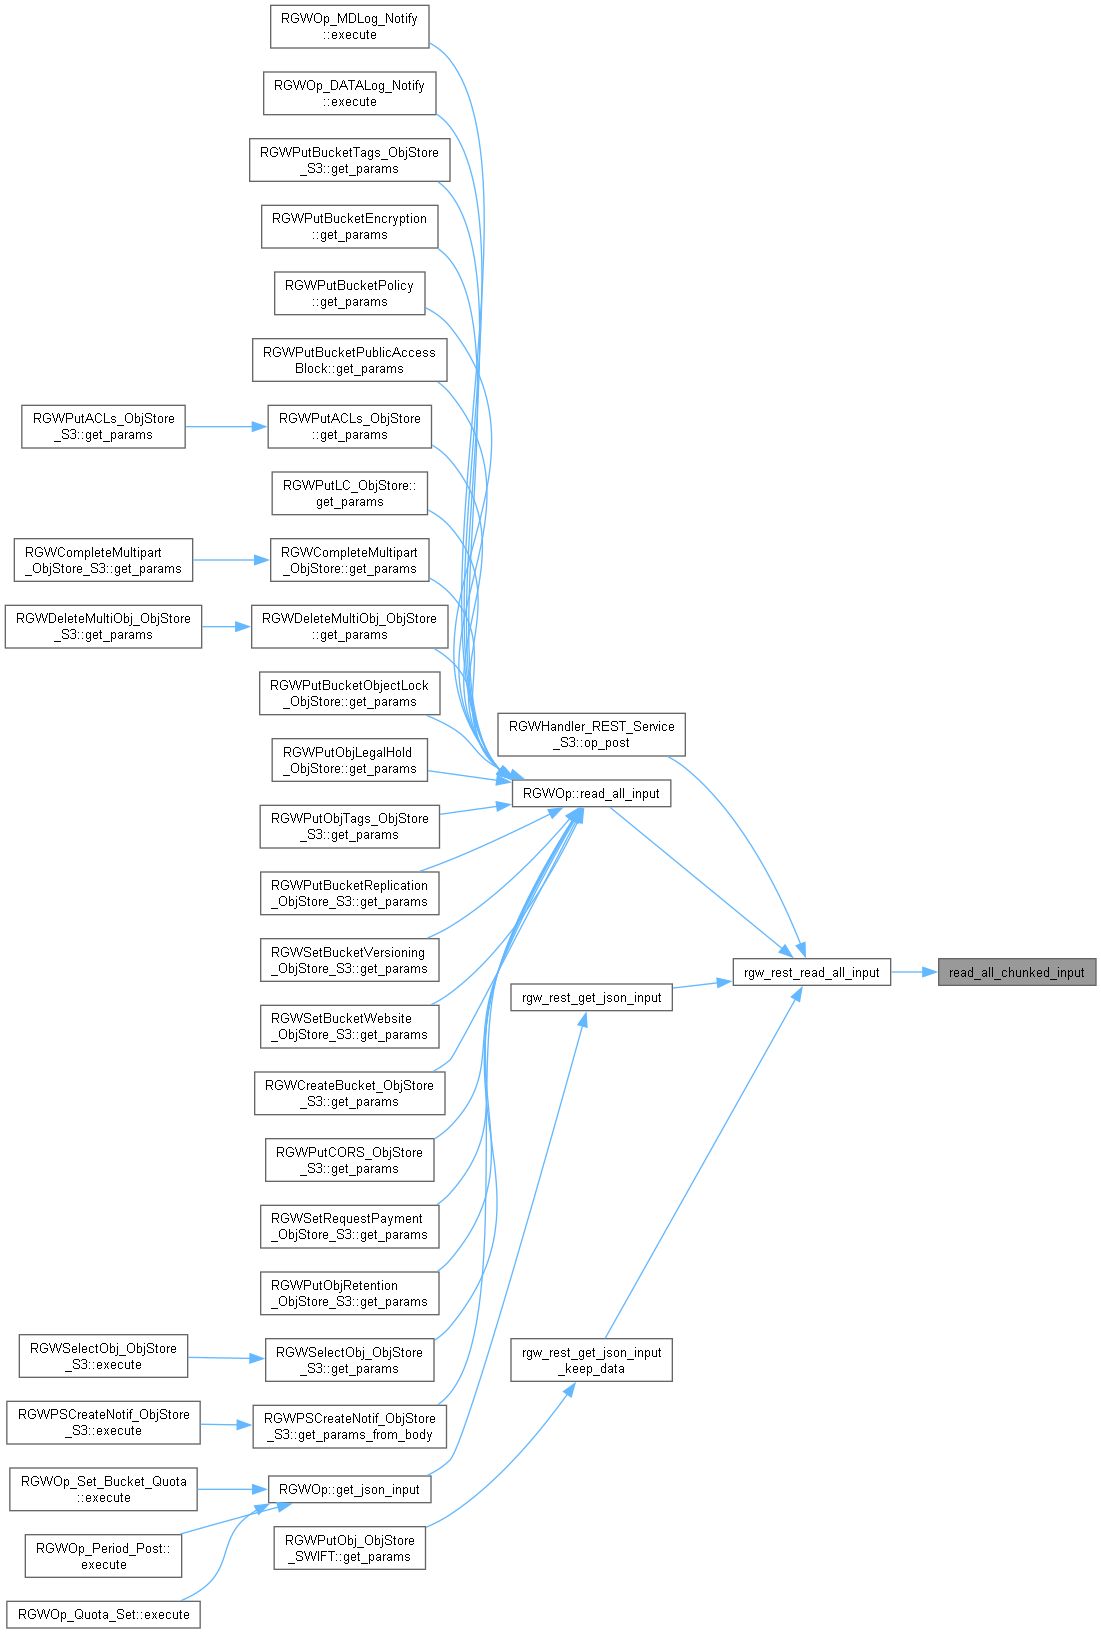 RGWOp_MDLog_Notify
::execute
RGWOp_DATALog_Notify
::execute
RGWPutBucketTags_ObjStore
_S3::get_params
RGWPutBucketEncryption
::get_params
RGWPutBucketPolicy
::get_params
RGWPutBucketPublicAccess
Block::get_params
RGWPutACLs_ObjStore
_S3::get_params
RGWPutACLs_ObjStore
::get_params
RGWPutLC_ObjStore::
get_params
RGWCompleteMultipart
_ObjStore_S3::get_params
RGWCompleteMultipart
_ObjStore::get_params
RGWDeleteMultiObj_ObjStore
_S3::get_params
RGWDeleteMultiObj_ObjStore
::get_params
RGWPutBucketObjectLock
_ObjStore::get_params
RGWHandler_REST_Service
_S3::op_post
RGWPutObjLegalHold
_ObjStore::get_params
RGWOp::read_all_input
RGWPutObjTags_ObjStore
_S3::get_params
RGWPutBucketReplication
_ObjStore_S3::get_params
RGWSetBucketVersioning
_ObjStore_S3::get_params
rgw_rest_read_all_input
read_all_chunked_input
rgw_rest_get_json_input
RGWSetBucketWebsite
_ObjStore_S3::get_params
RGWCreateBucket_ObjStore
_S3::get_params
RGWPutCORS_ObjStore
_S3::get_params
RGWSetRequestPayment
_ObjStore_S3::get_params
RGWPutObjRetention
_ObjStore_S3::get_params
RGWSelectObj_ObjStore
_S3::execute
RGWSelectObj_ObjStore
_S3::get_params
rgw_rest_get_json_input
_keep_data
RGWPSCreateNotif_ObjStore
_S3::execute
RGWPSCreateNotif_ObjStore
_S3::get_params_from_body
RGWOp_Set_Bucket_Quota
::execute
RGWOp::get_json_input
RGWOp_Period_Post::
execute
RGWPutObj_ObjStore
_SWIFT::get_params
RGWOp_Quota_Set::execute